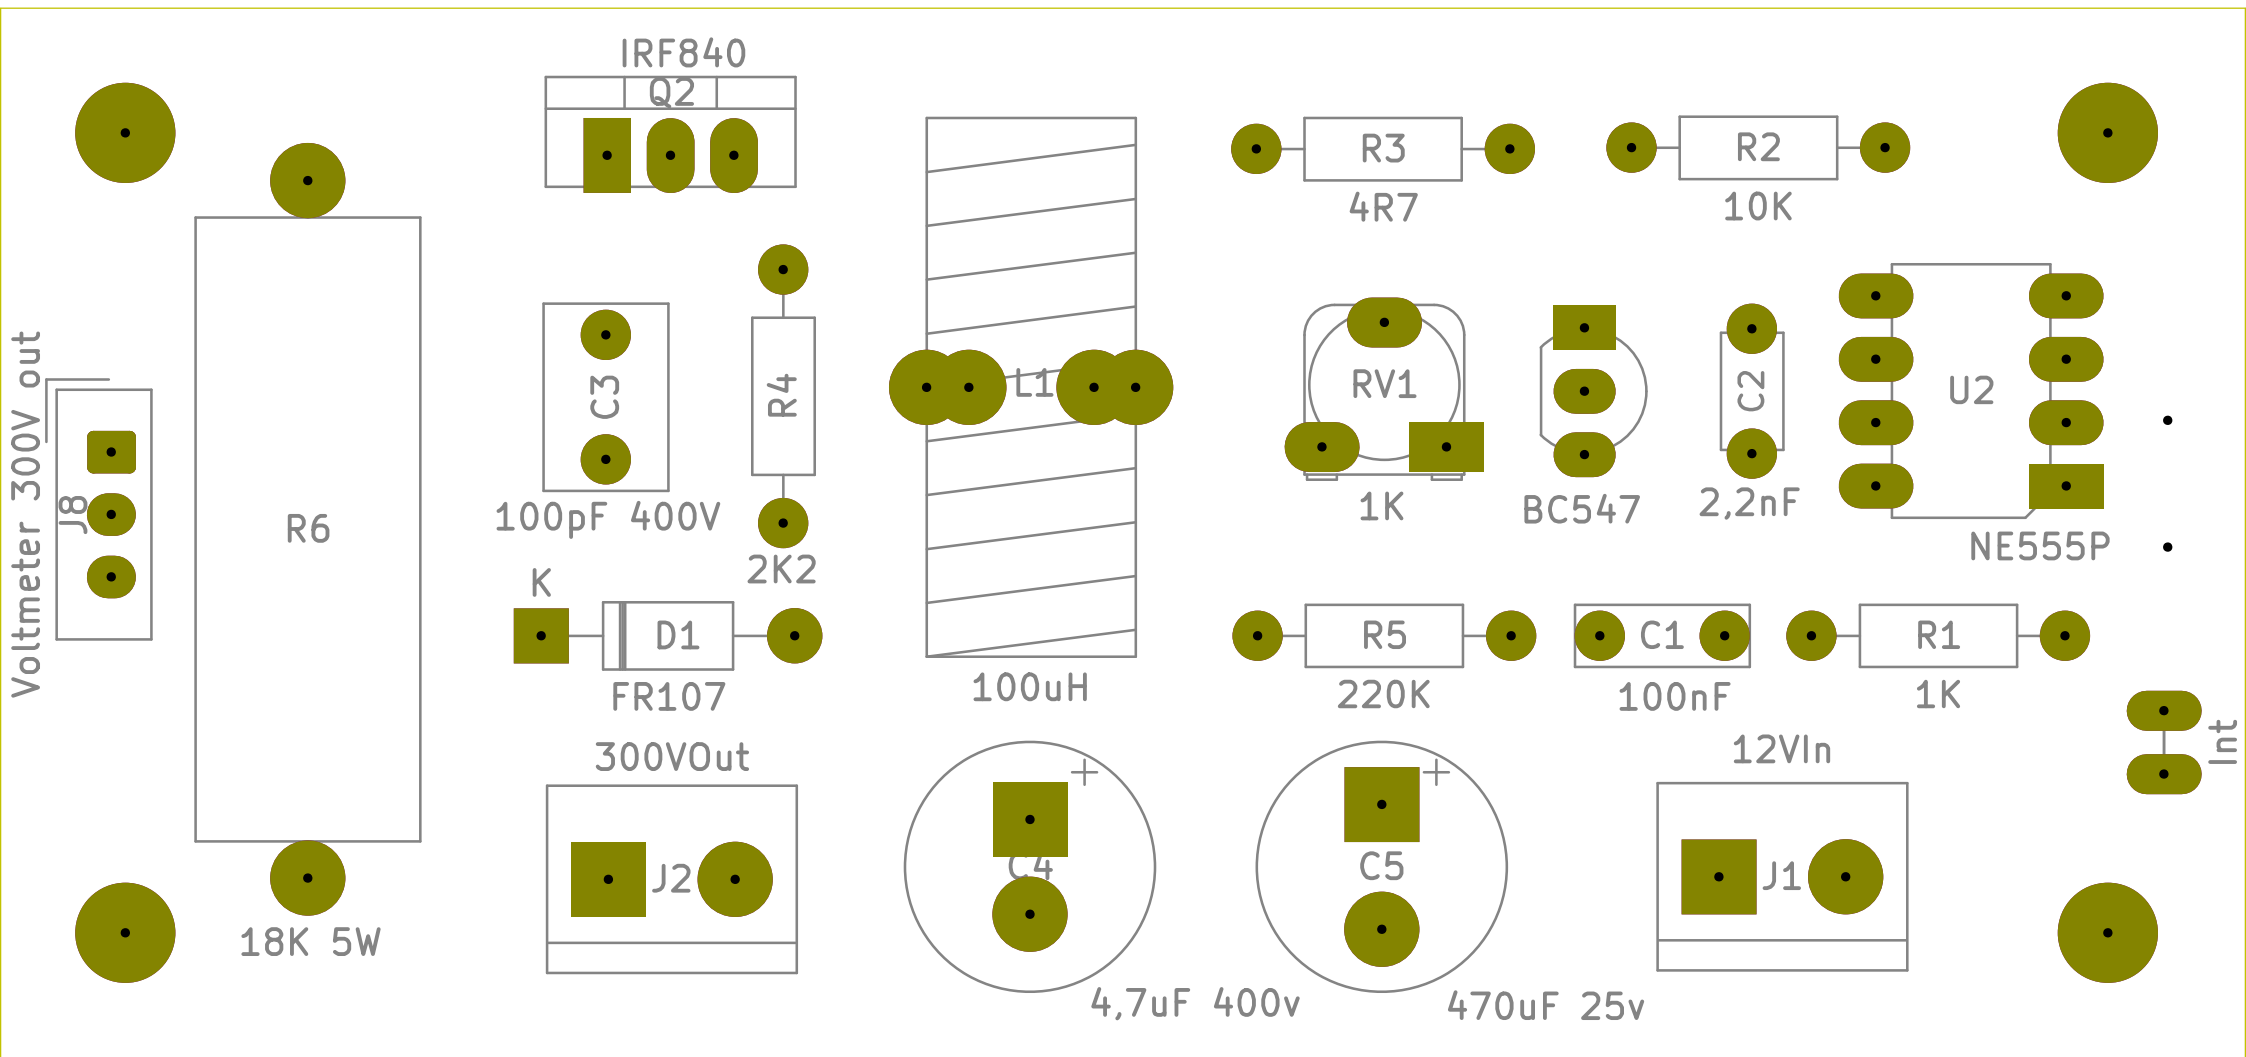 IRF840
Q2
R3
4R7
R2
10K
Voltmeter 300V out
J8
R6
18K 5W
C3
100pF 400V
R4
2K2
L1
100uH
RV1
1K
BC547
C2
2,2nF
U2
NE555P
K
D1
FR107
R5
220K
C1
100nF
R1
1K
Int
300VOut
J2
C4
4,7uF 400v
C5
470uF 25v
12VIn
J1